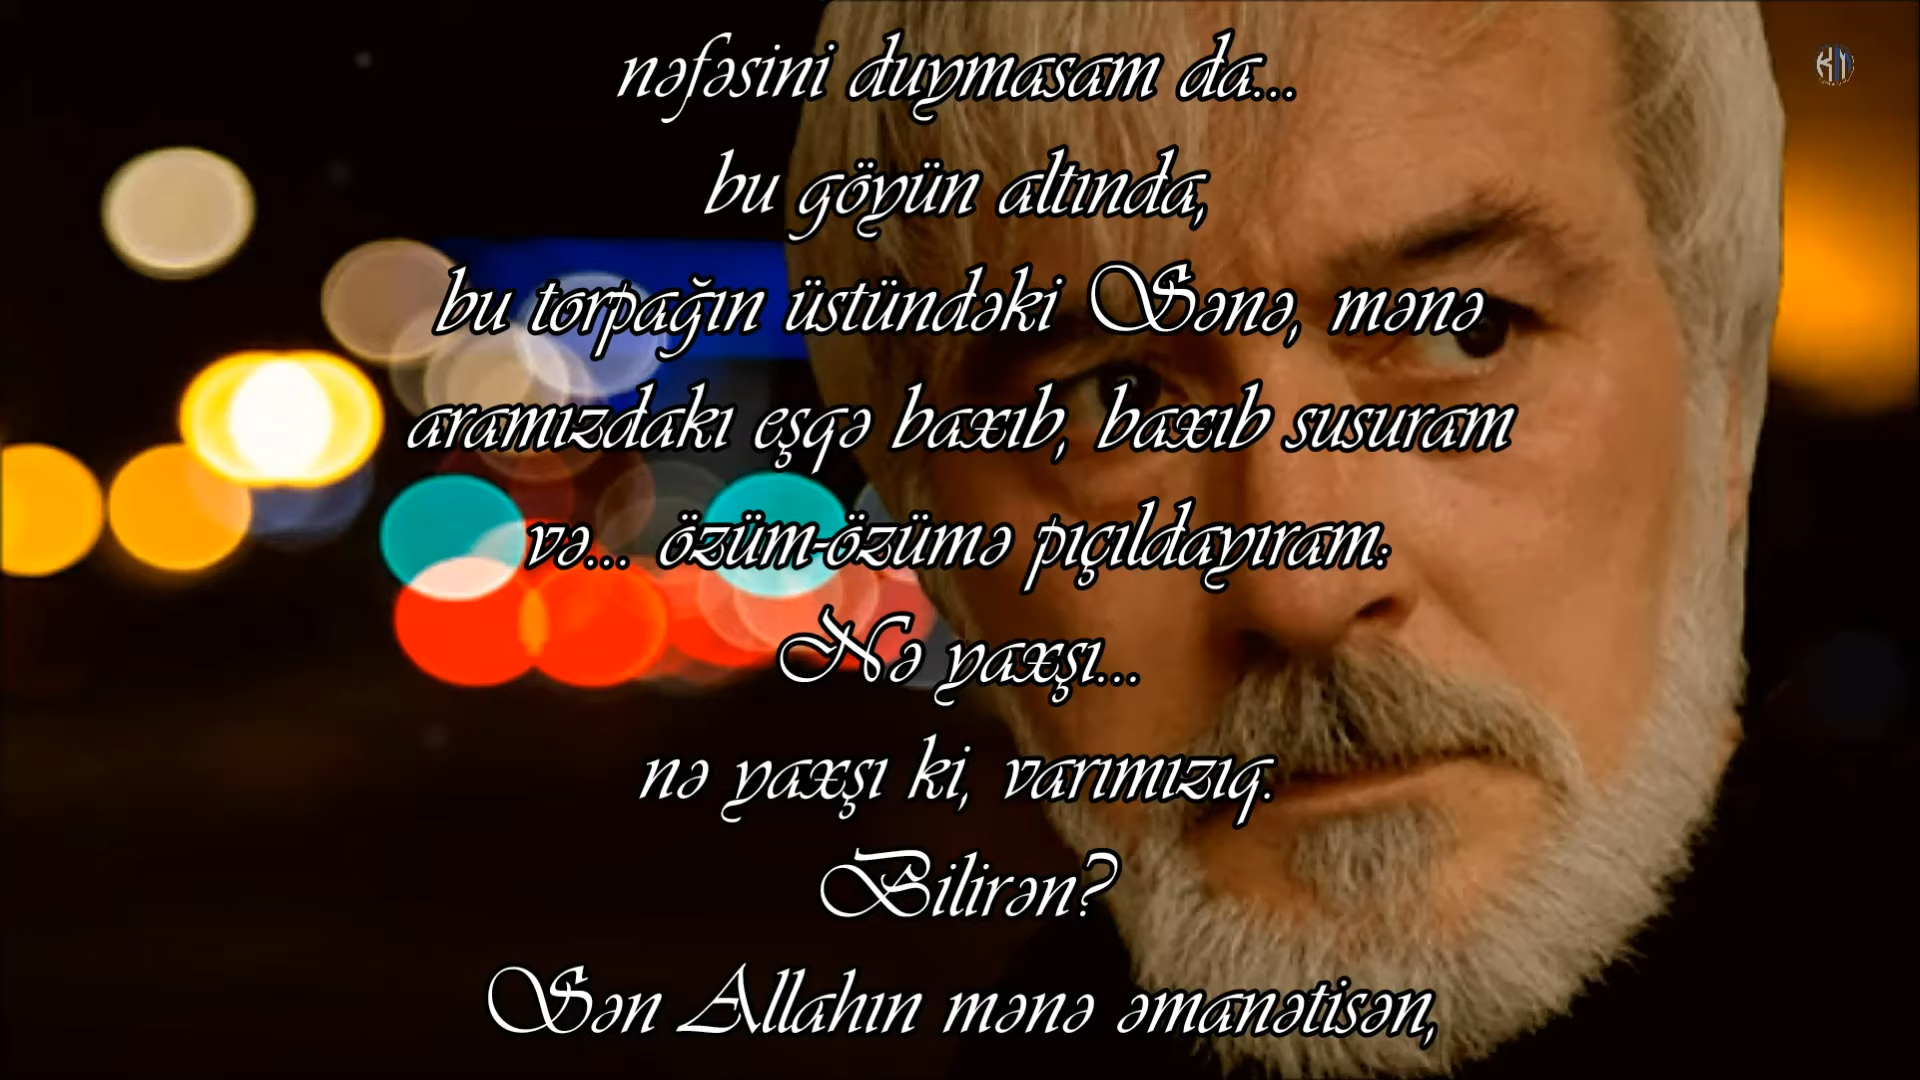 nəfəsini duymasam da...
bu göyün altında,
bu torpağın üstündəki Sənə, mənə
aramızdakı eşqə baxıb, baxıb susuram
və... özüm-özümə pıçıldayıram:
Nə yaxşı...
nə yaxşı ki, varımızıq.
Bilirən?
Sən Allahın mənə əmanətisən,
KM